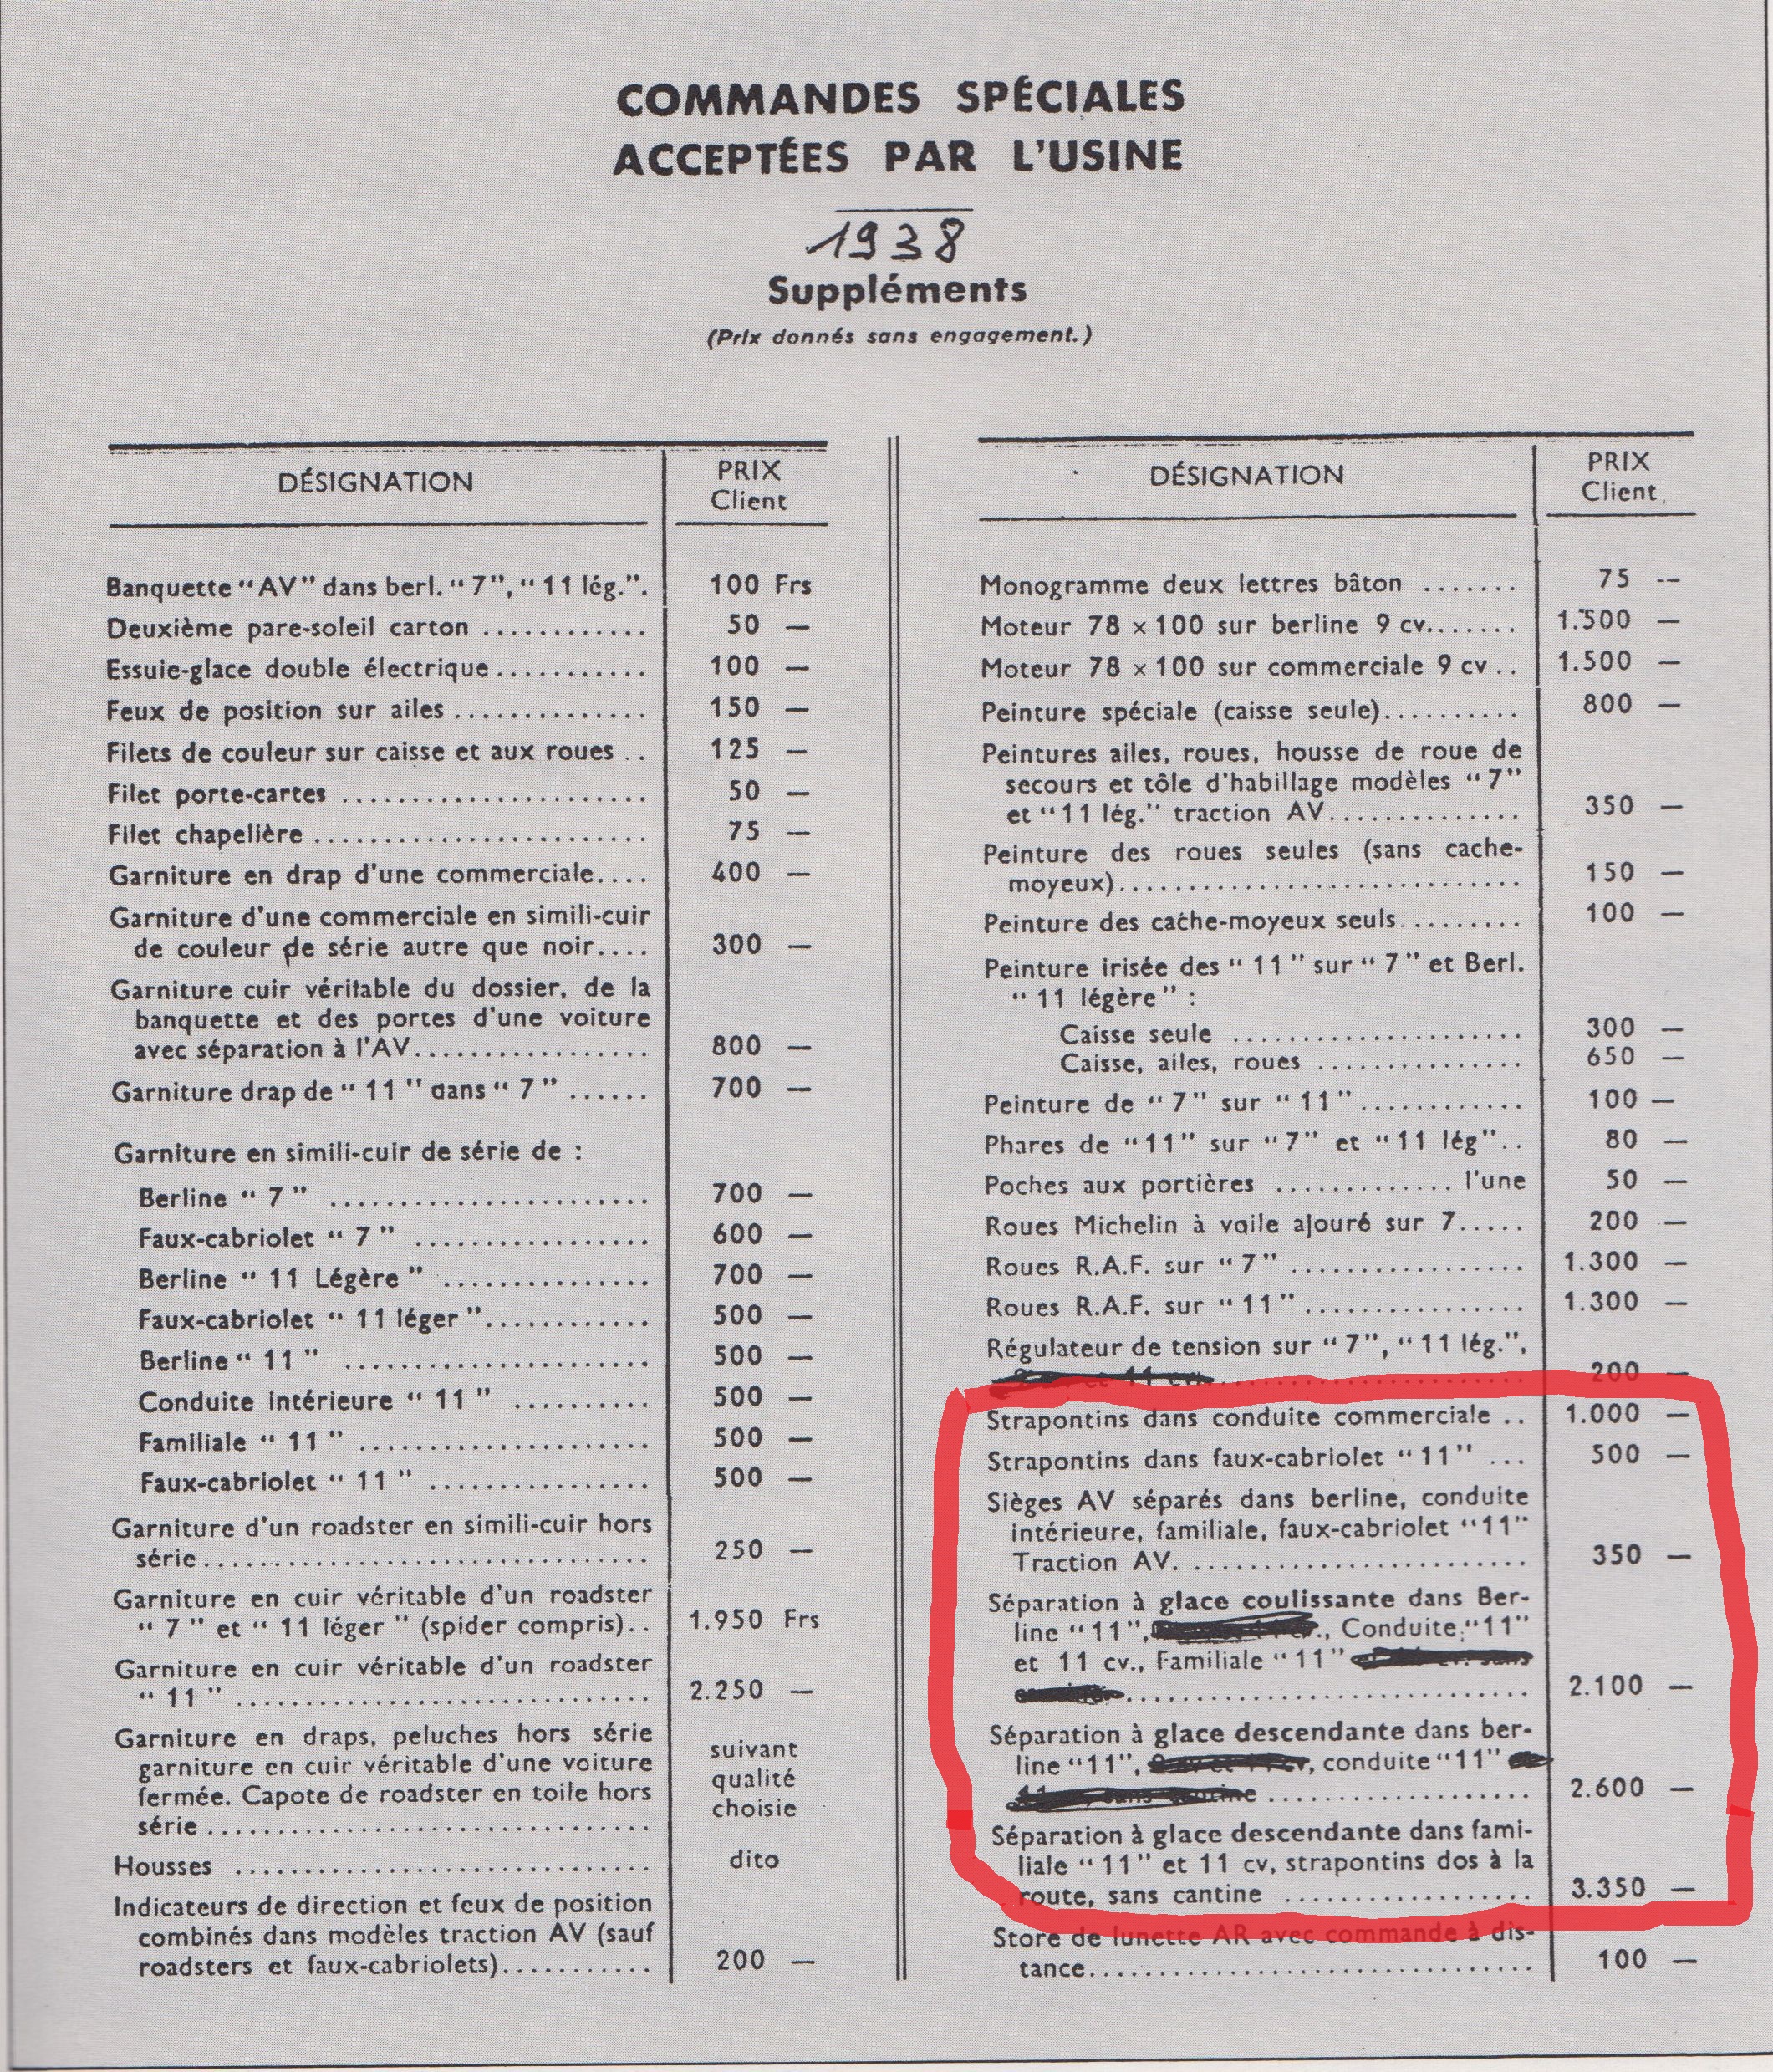 COMMANDES SPÉCIALES
ACCEPTÉES PAR L'USINE
1938
Suppléments
(Prix donnés sans engagement.)
DÉSIGNATION
PRIX
Client
Banquette "AV" dans berl. "7", "11 lég.". 100 Frs
Deuxième pare-soleil carton ............ 50 —
Essuie-glace double électrique........... 100 —
Feux de position sur ailes .............. 150 —
Filets de couleur sur caisse et aux roues .. 125 —
Filet porte-cartes ...................... 50 —
Filet chapelière ........................ 75 —
Garniture en drap d'une commerciale.... 400 —
Garniture d'une commerciale en simili-cuir
de couleur de série autre que noir.... 300 —
Garniture cuir véritable du dossier, de la
banquette et des portes d'une voiture
avec séparation à l'AV................. 800 —
Garniture drap de "11" dans "7" ...... 700 —
Garniture en simili-cuir de série de :
Berline "7" ....................... 700 —
Faux-cabriolet "7" ................. 600 —
Berline "11 Légère" ............... 700 —
Faux-cabriolet "11 léger"............ 500 —
Berline "11" ...................... 500 —
Conduite intérieure "11" .......... 500 —
Familiale "11" ..................... 500 —
Faux-cabriolet "11" ................ 500 —
Garniture d'un roadster en simili-cuir hors
série................................ 250 —
Garniture en cuir véritable d'un roadster
"7" et "11 léger" (spider compris).. 1.950 Frs
Garniture en cuir véritable d'un roadster
"11" .............................. 2.250 —
Garniture en draps, peluches hors série
garniture en cuir véritable d'une voiture
fermée. Capote de roadster en toile hors
série ................................
suivant
qualité
choisie
Housses .............................. dito
Indicateurs de direction et feux de position
combinés dans modèles traction AV (sauf
roadsters et faux-cabriolets)........... 200 —
DÉSIGNATION
PRIX
Client
Monogramme deux lettres bâton ....... 75 --
Moteur 78 × 100 sur berline 9 cv....... 1.500 —
Moteur 78 × 100 sur commerciale 9 cv .. 1.500 —
Peinture spéciale (caisse seule).......... 800 —
Peintures ailes, roues, housse de roue de
secours et tôle d'habillage modèles "7"
et "11 lég." traction AV.............. 350 —
Peinture des roues seules (sans cache-
moyeux)............................. 150 —
Peinture des cache-moyeux seuls......... 100 —
Peinture irisée des "11" sur "7" et Berl.
"11 légère" :
Caisse seule ..................... 300 —
Caisse, ailes, roues ............... 650 —
Peinture de "7" sur "11"............ 100 —
Phares de "11" sur "7" et "11 lég".. 80 —
Poches aux portières ............. l'une 50 —
Roues Michelin à voile ajouré sur 7..... 200 —
Roues R.A.F. sur "7" ................. 1.300 —
Roues R.A.F. sur "11"................ 1.300 —
Régulateur de tension sur "7", "11 lég.",
et 11 cv....................... 200 —
Strapontins dans conduite commerciale .. 1.000 —
Strapontins dans faux-cabriolet "11" ... 500 —
Sièges AV séparés dans berline, conduite
intérieure, familiale, faux-cabriolet "11"
Traction AV. ......................... 350 —
Séparation à glace coulissante dans Ber-
line "11", ., Conduite "11"
et 11 cv., Familiale "11" sans
............................. 2.100 —
Séparation à glace descendante dans ber-
line "11", , conduite "11"
................... 2.600 —
Séparation à glace descendante dans fami-
liale "11" et 11 cv, strapontins dos à la
route, sans cantine .................. 3.350 —
Store de lunette AR avec commande à dis-
tance................................ 100 —